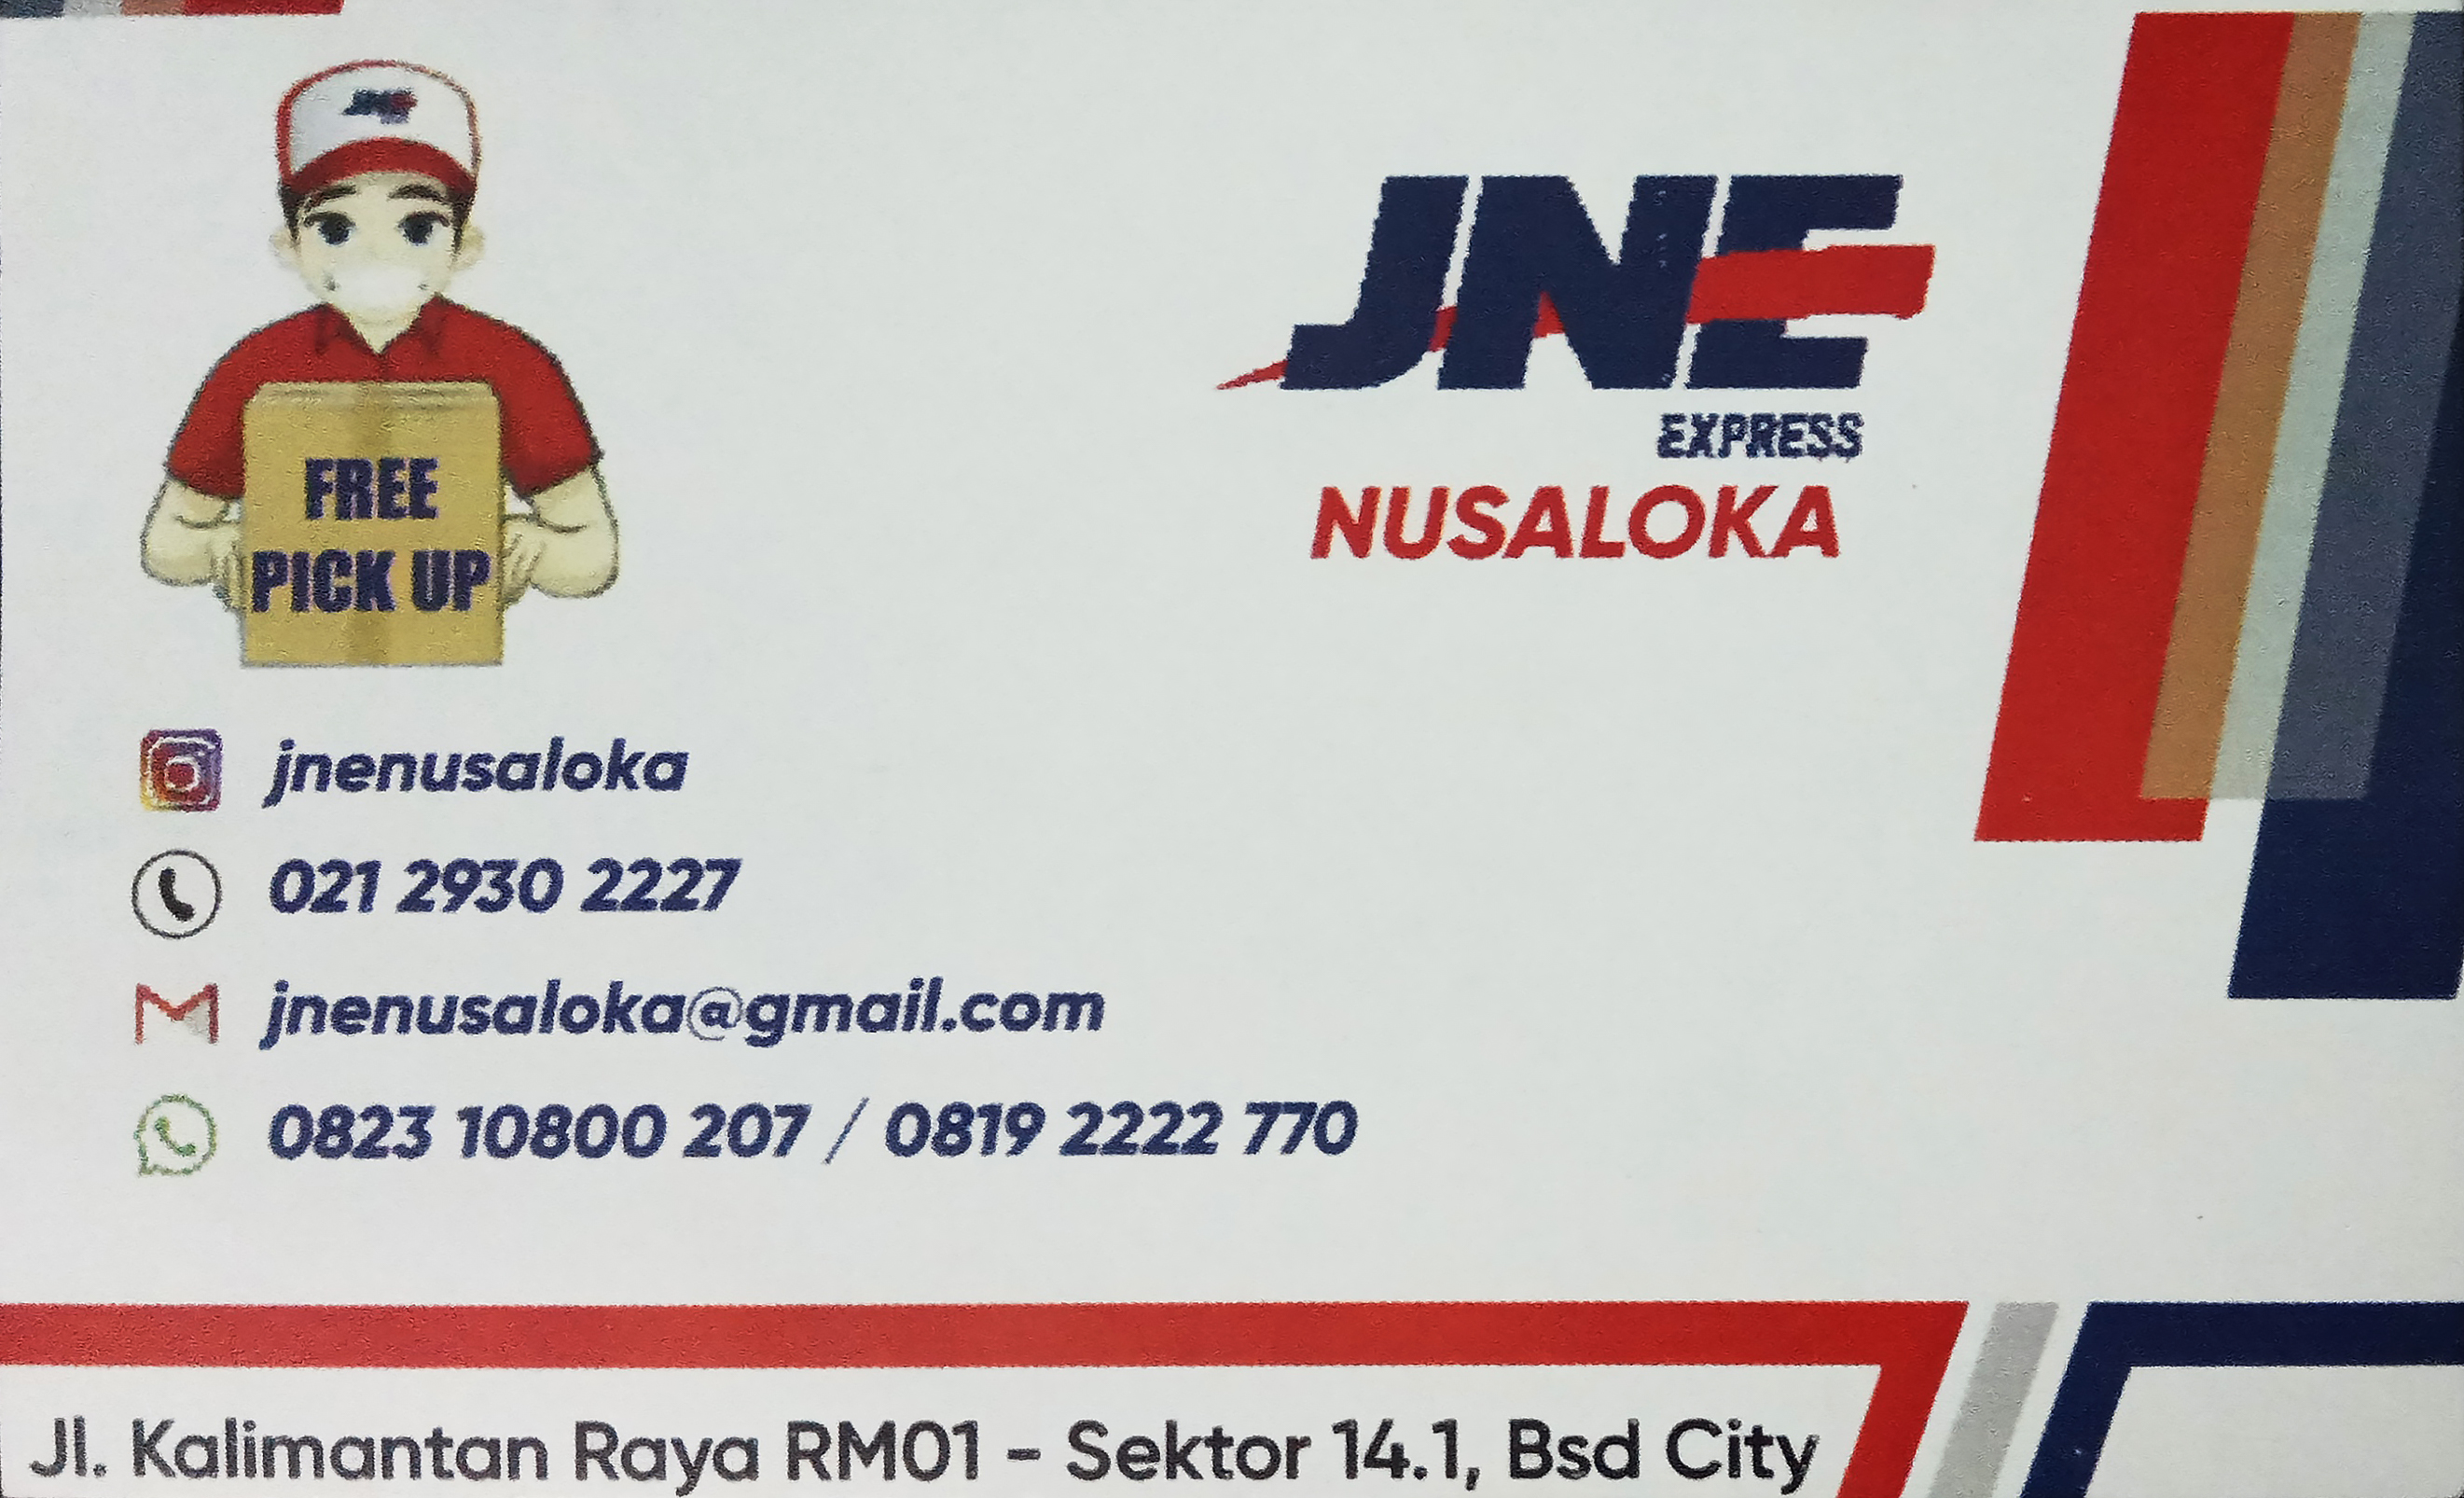 JNE
FREE
PICK UP
JNE
EXPRESS
NUSALOKA
jnenusaloka
021 2930 2227
jnenusaloka@gmail.com
0823 10800 207 / 0819 2222 770
Jl. Kalimantan Raya RM01 - Sektor 14.1, Bsd City